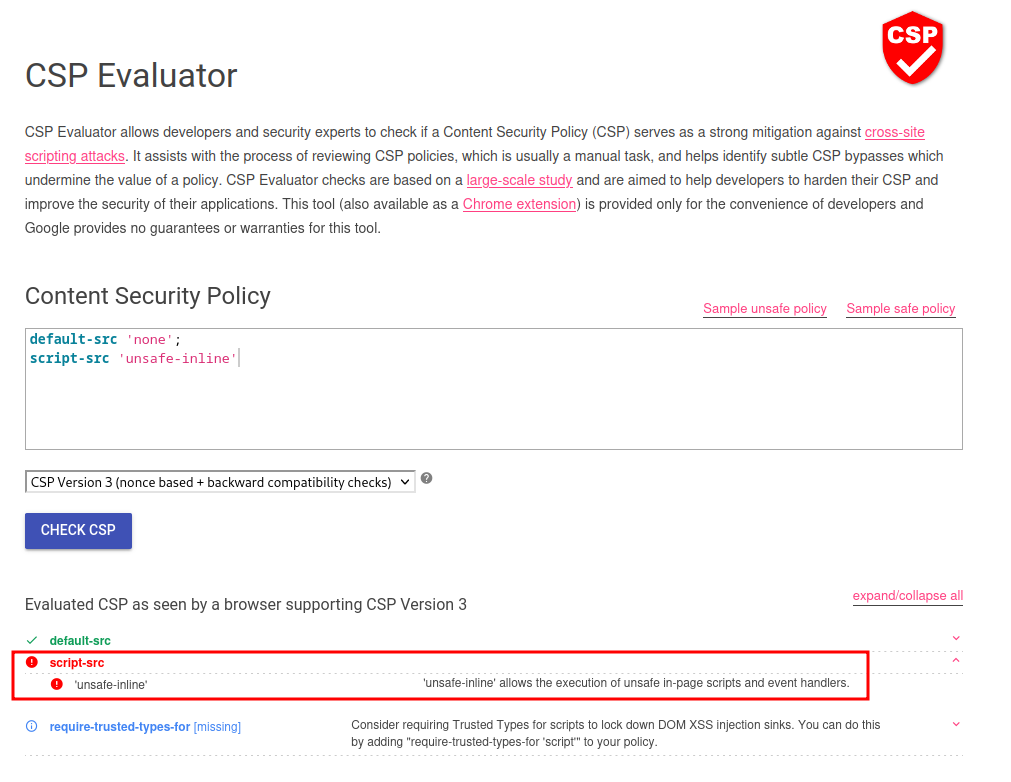 CSP
CSP Evaluator
CSP Evaluator allows developers and security experts to check if a Content Security Policy (CSP) serves as a strong mitigation against cross-site
scripting attacks. It assists with the process of reviewing CSP policies, which is usually a manual task, and helps identify subtle CSP bypasses which
undermine the value of a policy. CSP Evaluator checks are based on a large-scale study and are aimed to help developers to harden their CSP and
improve the security of their applications. This tool (also available as a Chrome extension) is provided only for the convenience of developers and
Google provides no guarantees or warranties for this tool.
Content Security Policy
Sample unsafe policy Sample safe policy
default-src 'none';
script-src 'unsafe-inline'
CSP Version 3 (nonce based + backward compatibility checks) ?
CHECK CSP
expand/collapse all
Evaluated CSP as seen by a browser supporting CSP Version 3
default-src
script-src
'unsafe-inline' 'unsafe-inline' allows the execution of unsafe in-page scripts and event handlers.
require-trusted-types-for [missing] Consider requiring Trusted Types for scripts to lock down DOM XSS injection sinks. You can do this
by adding "require-trusted-types-for 'script'" to your policy.